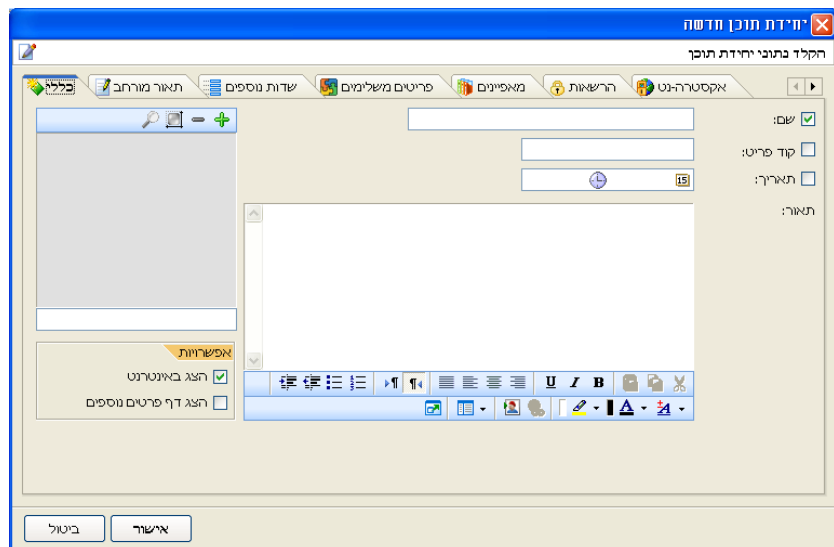 יחידת תוכן חדשה
הקלד נתוני יחידת תוכן
כללי תאור מורחב שדות נוספים פריטים משלימים מאפיינים הרשאות אקסטרה-נט
שם:
קוד פריט:
תאריך:
15
תאור:
אפשרויות
הצג באינטרנט
הצג דף פרטים נוספים
B I U
A A
אישור ביטול